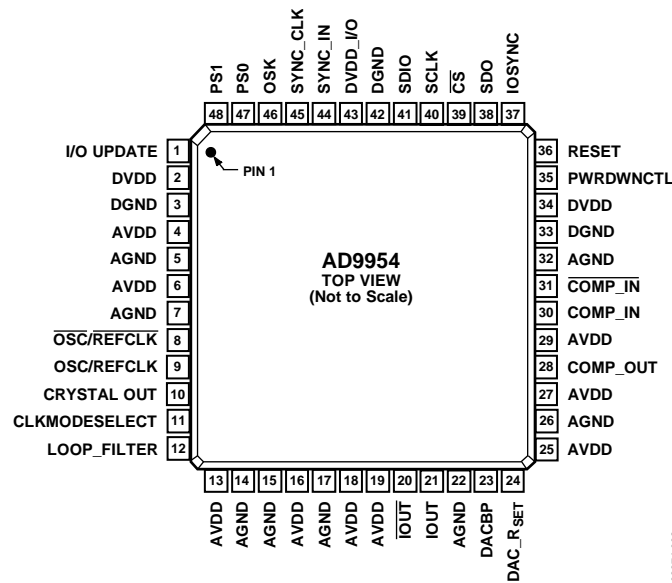 PS1
PS0
OSK
SYNC_CLK
SYNC_IN
DVDD_I/O
DGND
SDIO
SCLK
CS
SDO
IOSYNC
48 47 46 45 44 43 42 41 40 39 38 37
I/O UPDATE 1
DVDD 2
DGND 3
AVDD 4
AGND 5
AVDD 6
AGND 7
OSC/REFCLK 8
OSC/REFCLK 9
CRYSTAL OUT 10
CLKMODESELECT 11
LOOP_FILTER 12
PIN 1
AD9954
TOP VIEW
(Not to Scale)
36 RESET
35 PWRDWNCTL
34 DVDD
33 DGND
32 AGND
31 COMP_IN
30 COMP_IN
29 AVDD
28 COMP_OUT
27 AVDD
26 AGND
25 AVDD
13 14 15 16 17 18 19 20 21 22 23 24
AVDD
AGND
AGND
AVDD
AGND
AVDD
AVDD
IOUT
IOUT
AGND
DACBP
DAC_RSET